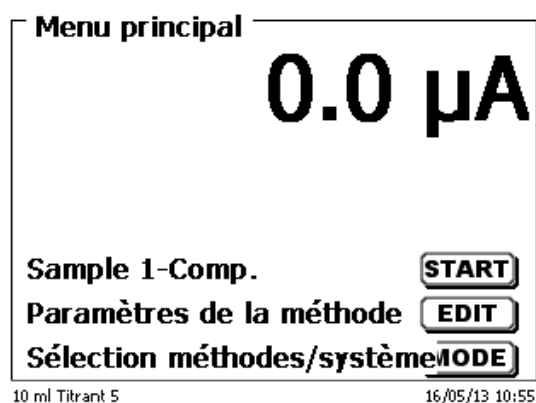 Menu principal
0.0 µA
Sample 1-Comp. START
Paramètres de la méthode EDIT
Sélection méthodes/système MODE
10 ml Titrant 5 16/05/13 10:55